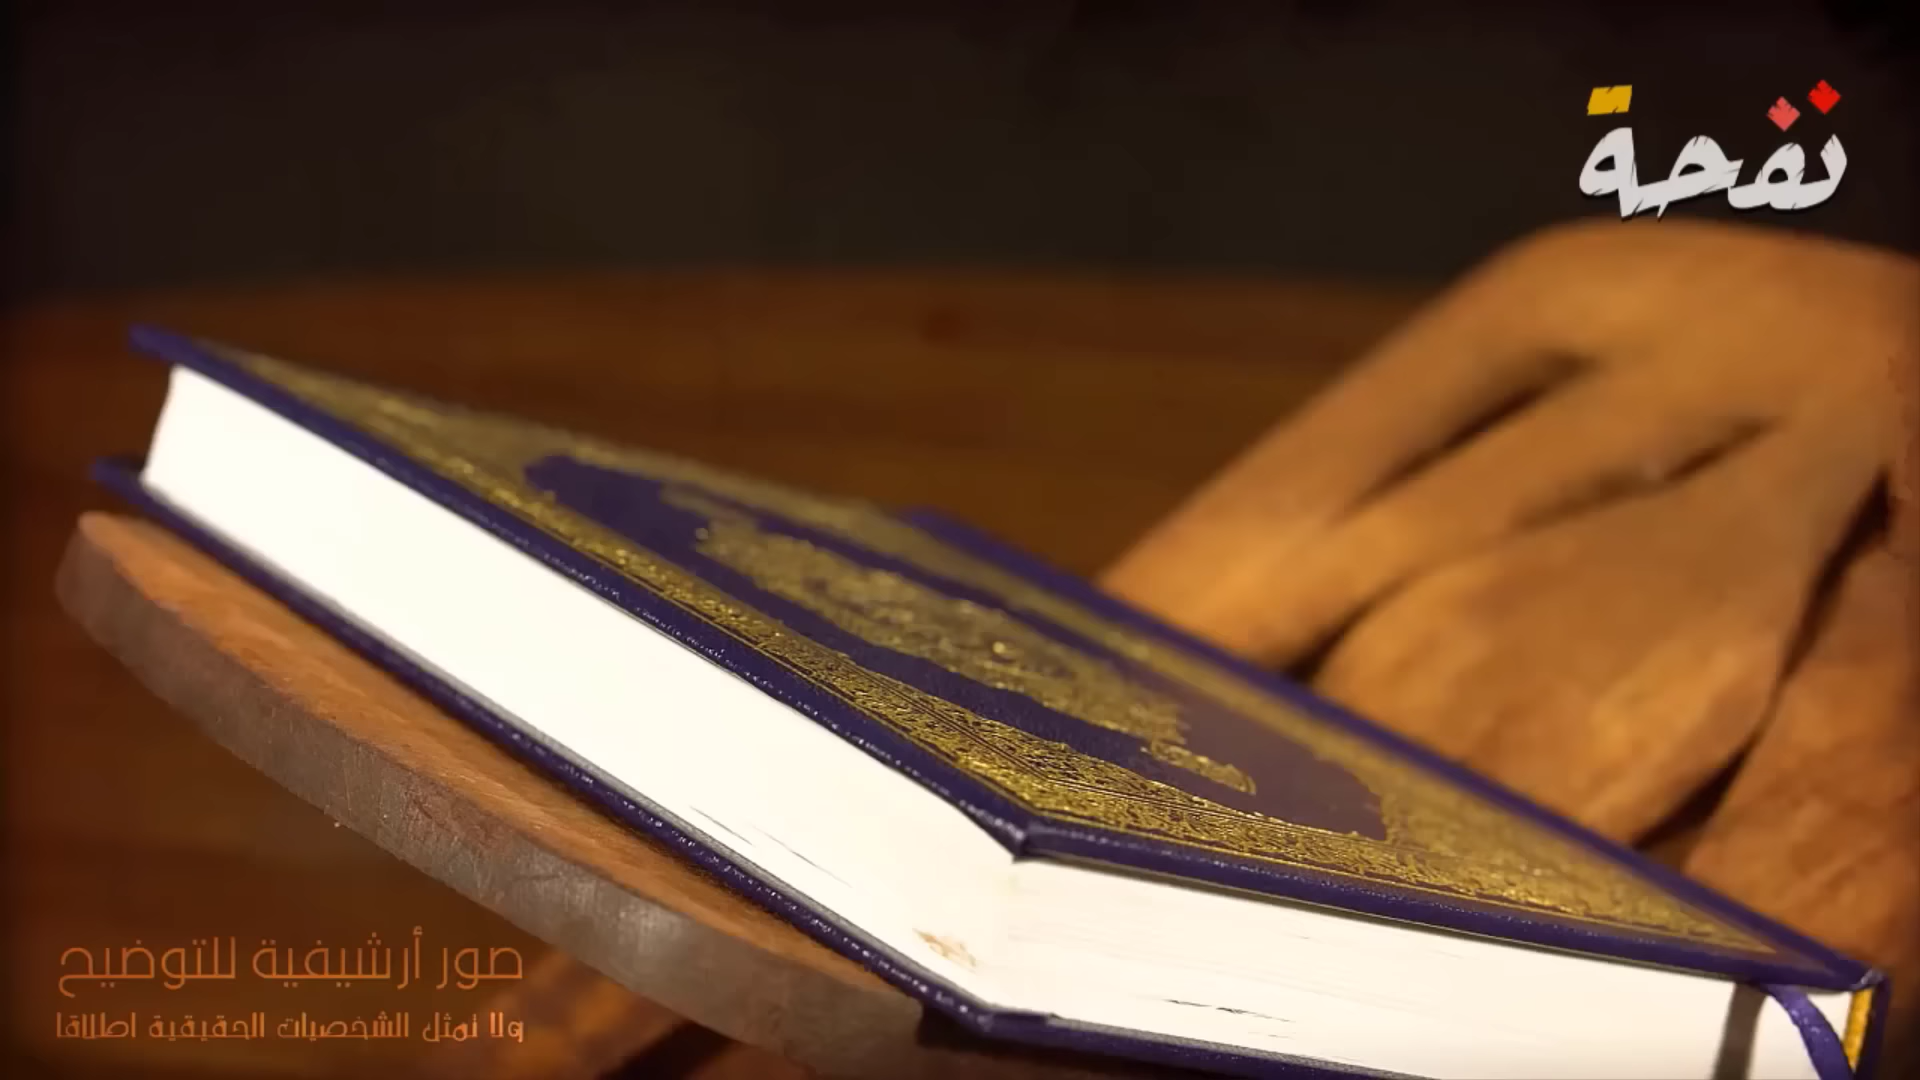 نفحة
صور أرشيفية للتوضيح
ولا تمثل الشخصيات الحقيقية اطلاقا